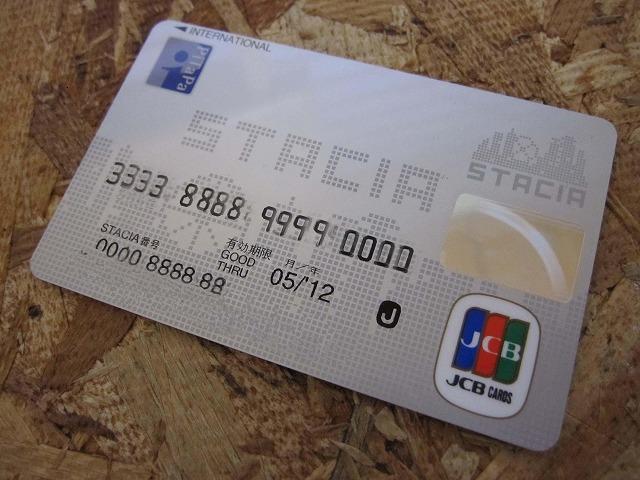 INTERNATIONAL
PiTaPa
STACIA
STACIA
3333 8888 9999 0000
STACIA番号
0000 8888.88
有効期限 月/年
GOOD THRU 05/'12
J
JCB
JCB CARDS